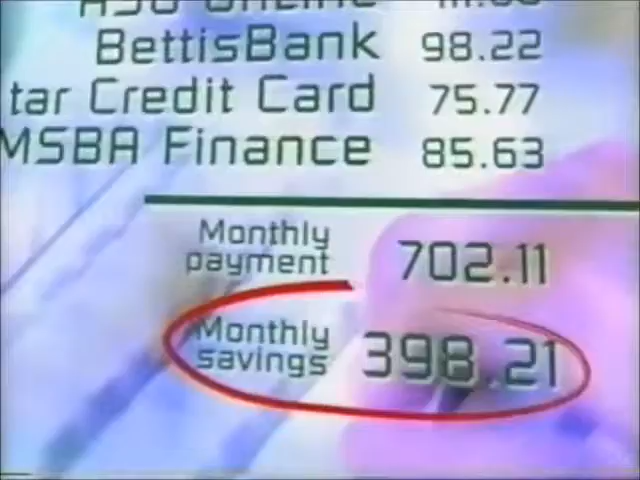 BettisBank 98.22
tar Credit Card 75.77
MSBA Finance 85.63
Monthly payment 702.11
Monthly savings 398.21